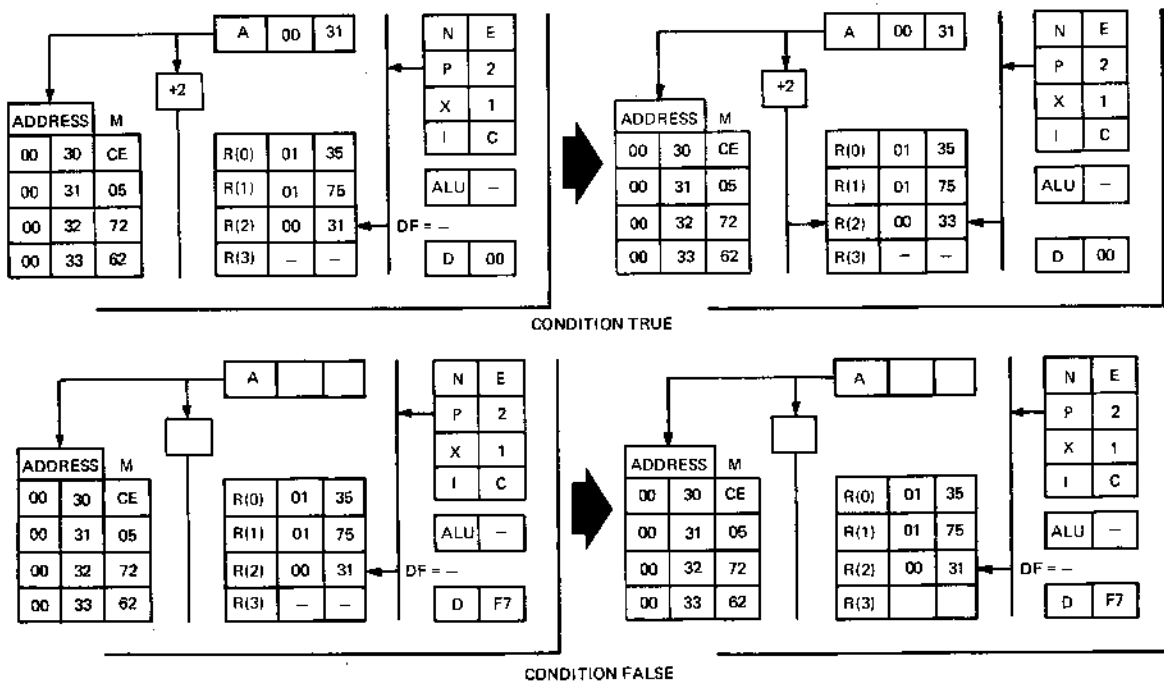 A 00 31
+2
ADDRESS M
00 30 CE
00 31 05
00 32 72
00 33 62
R(0) 01 35
R(1) 01 75
R(2) 00 31
R(3) – –
DF = –
N E
P 2
X 1
I C
ALU –
D 00
A 00 31
+2
ADDRESS M
00 30 CE
00 31 05
00 32 72
00 33 62
R(0) 01 35
R(1) 01 75
R(2) 00 33
R(3) – –
N E
P 2
X 1
I C
ALU –
D 00
CONDITION TRUE
A
ADDRESS M
00 30 CE
00 31 05
00 32 72
00 33 62
R(0) 01 35
R(1) 01 75
R(2) 00 31
R(3) – –
DF = –
N E
P 2
X 1
I C
ALU –
D F7
A
ADDRESS M
00 30 CE
00 31 05
00 32 72
00 33 62
R(0) 01 35
R(1) 01 75
R(2) 00 31
R(3)
DF = –
N E
P 2
X 1
I C
ALU –
D F7
CONDITION FALSE